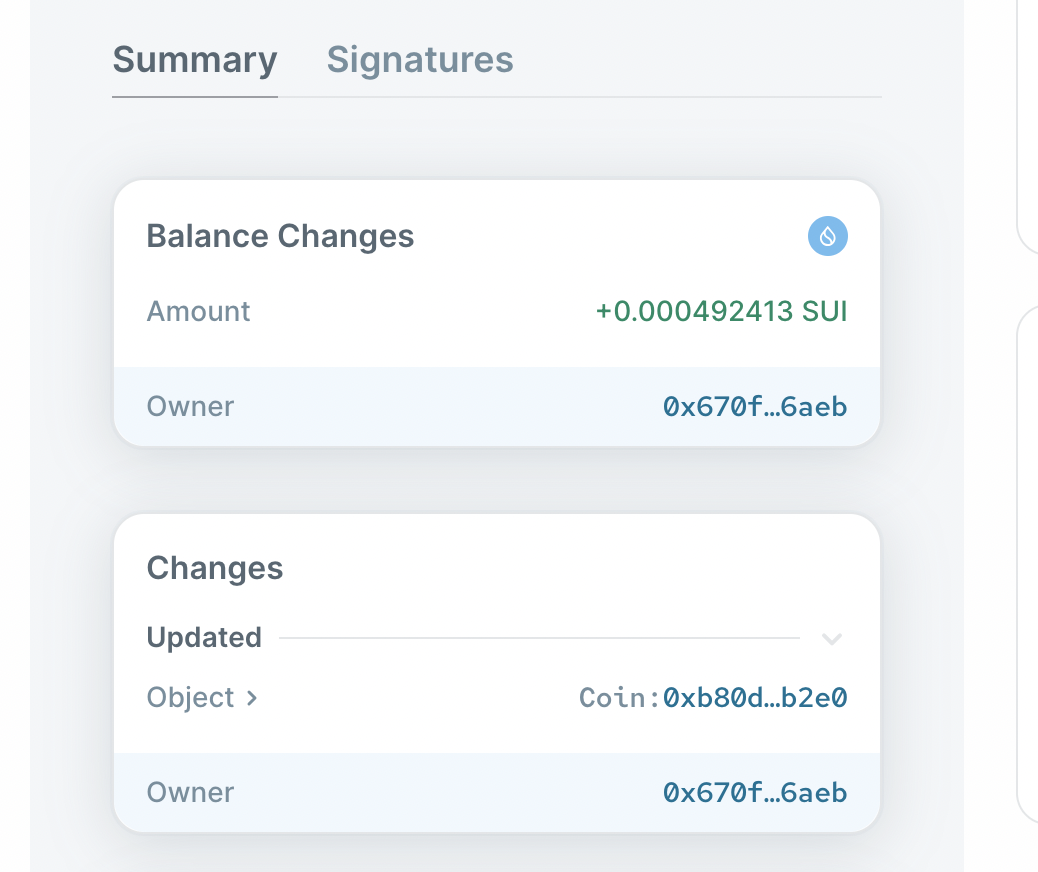 Summary Signatures
Balance Changes
Amount +0.000492413 SUI
Owner 0x670f…6aeb
Changes
Updated
Object Coin:0xb80d…b2e0
Owner 0x670f…6aeb